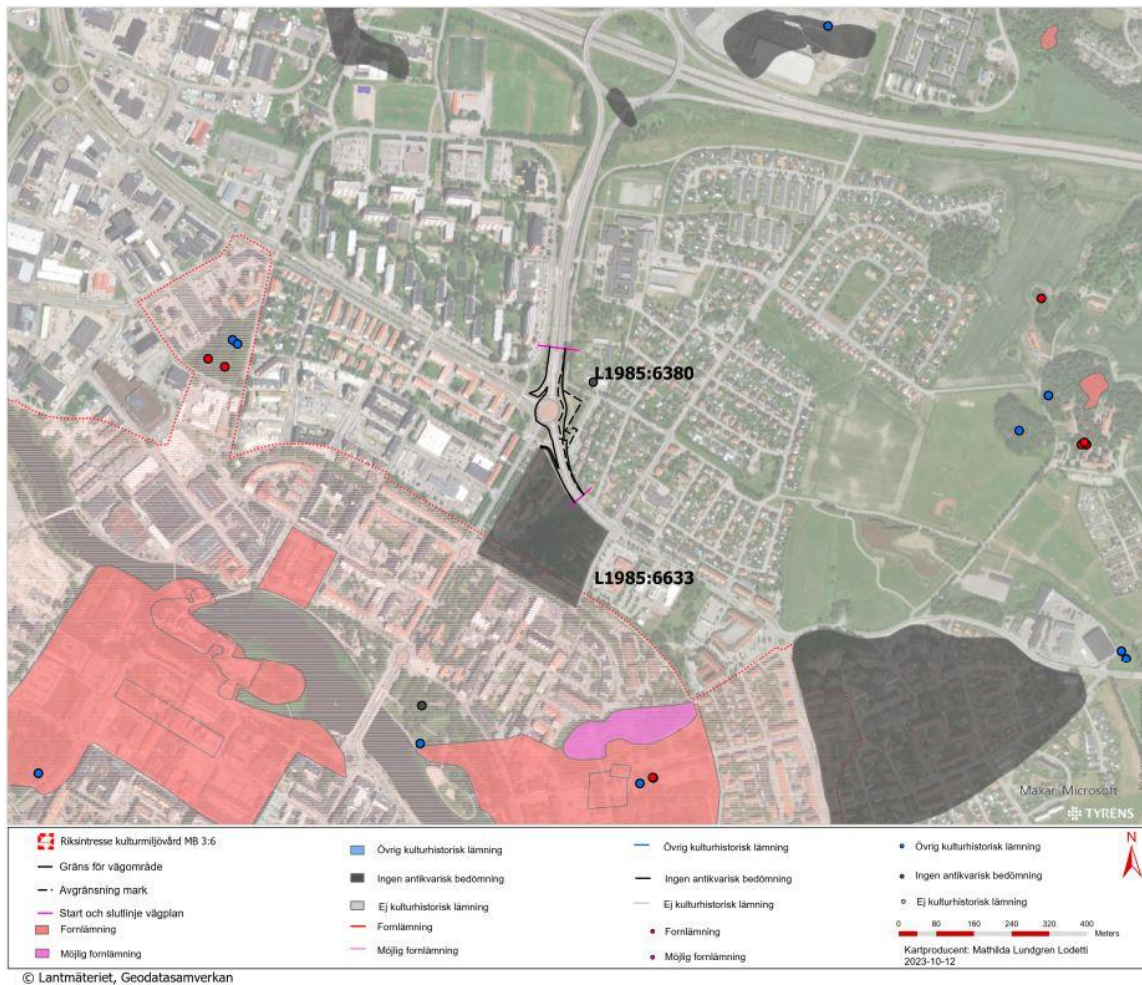 L1985:6380
L1985:6633
Maxar, Microsoft
TYRÉNS
Riksintresse kulturmiljövård MB 3:6
Gräns för vägområde
Avgränsning mark
Start och slutlinje vägplan
Fornlämning
Möjlig fornlämning
Övrig kulturhistorisk lämning
Ingen antikvarisk bedömning
Ej kulturhistorisk lämning
Fornlämning
Möjlig fornlämning
Övrig kulturhistorisk lämning
Ingen antikvarisk bedömning
Ej kulturhistorisk lämning
Fornlämning
Möjlig fornlämning
Övrig kulturhistorisk lämning
Ingen antikvarisk bedömning
Ej kulturhistorisk lämning
N
0 80 160 240 320 400
Meters
Kartproducent: Mathilda Lundgren Lodetti
2023-10-12
© Lantmäteriet, Geodatasamverkan